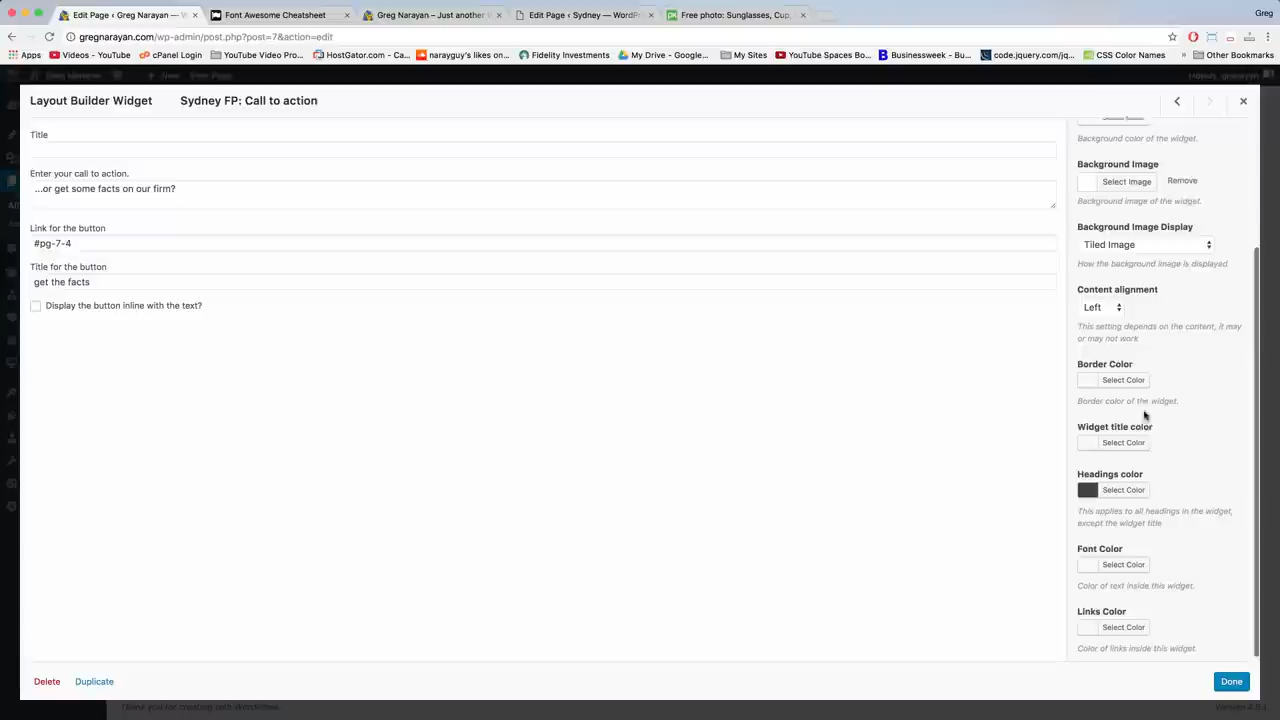 Edit Page ‹ Greg Narayan — W
Font Awesome Cheatsheet
Greg Narayan – Just another W
Edit Page ‹ Sydney — WordPr
Free photo: Sunglasses, Cup,
Greg
gregnarayan.com/wp-admin/post.php?post=7&action=edit
Apps
Videos - YouTube
cPanel Login
YouTube Video Pro...
HostGator.com - Ca...
narayguy's likes on...
Fidelity Investments
My Drive - Google...
My Sites
YouTube Spaces Bo...
Businessweek - Bu...
code.jquery.com/jq...
CSS Color Names
»
Other Bookmarks
Layout Builder Widget
Sydney FP: Call to action
Title
Background color of the widget.
Enter your call to action.
...or get some facts on our firm?
Background Image
Select Image
Remove
Background image of the widget.
Link for the button
#pg-7-4
Background Image Display
Tiled Image
How the background image is displayed
Title for the button
get the facts
Display the button inline with the text?
Content alignment
Left
This setting depends on the content, it may
or may not work
Border Color
Select Color
Border color of the widget.
Widget title color
Select Color
Headings color
Select Color
This applies to all headings in the widget,
except the widget title
Font Color
Select Color
Color of text inside this widget.
Links Color
Select Color
Color of links inside this widget.
Delete
Duplicate
Done
Thank you for creating with WordPress.